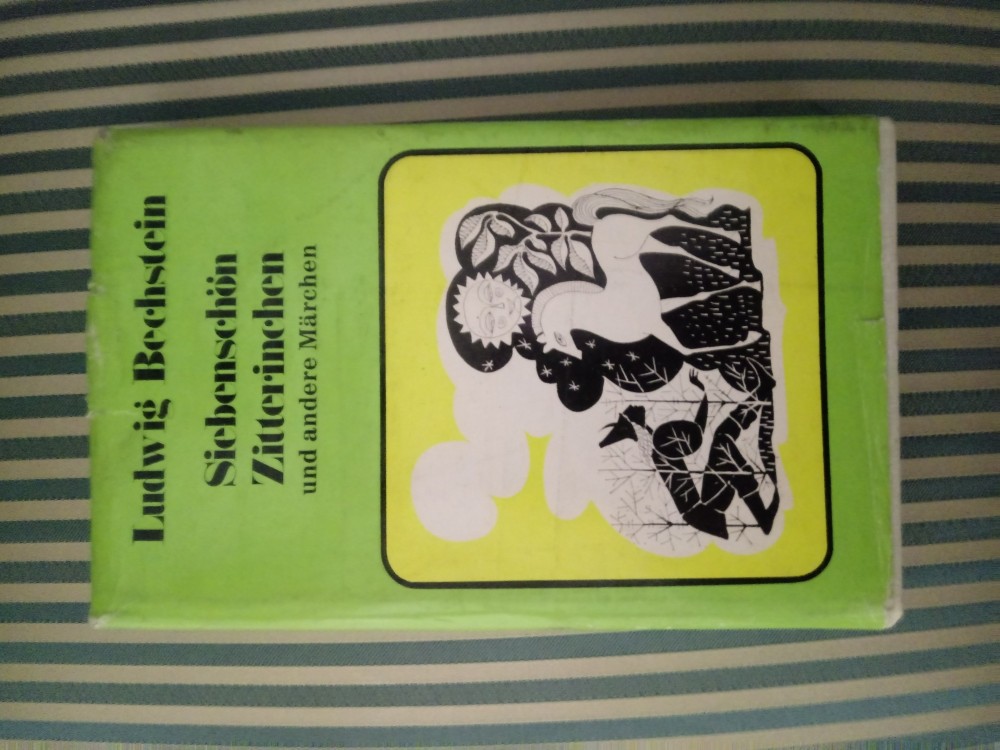 Ludwig Bechstein
Siebenschön
Zitterinchen
und andere Märchen